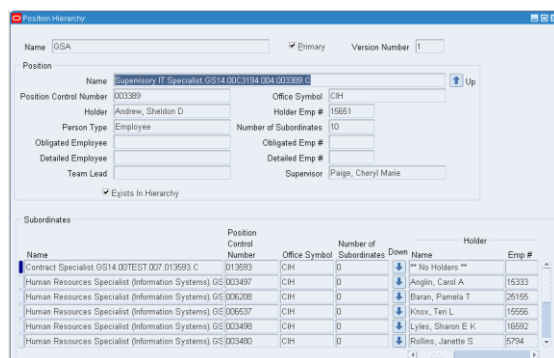 Position Hierarchy:
Name GSA Primary Version Number 1
Position
Name Supervisory IT Specialist.GS14.00C3194.004.003389.C Up
Position Control Number 003389 Office Symbol CIH
Holder Andrew, Sheldon D Holder Emp # 15651
Person Type Employee Number of Subordinates 10
Obligated Employee Obligated Emp #
Detailed Employee Detailed Emp #
Team Lead Supervisor Paige, Cheryl Marie
Exists In Hierarchy
Subordinates
Position
Control Number of Holder
Name Number Office Symbol Subordinates Down Name Emp #
Contract Specialist.GS14.00TEST.007.013593.C 013593 CIH 0 ** No Holders **
Human Resources Specialist (Information Systems).GS 003497 CIH 0 Anglin, Carol A 15333
Human Resources Specialist (Information Systems).GS 006208 CIH 0 Baran, Pamela T 25155
Human Resources Specialist (Information Systems).GS 006537 CIH 0 Knox, Teri L 15556
Human Resources Specialist (Information Systems).GS 003498 CIH 0 Lyles, Sharon E K 16592
Human Resources Specialist (Information Systems).GS 003480 CIH 0 Rollins, Janette S 5794